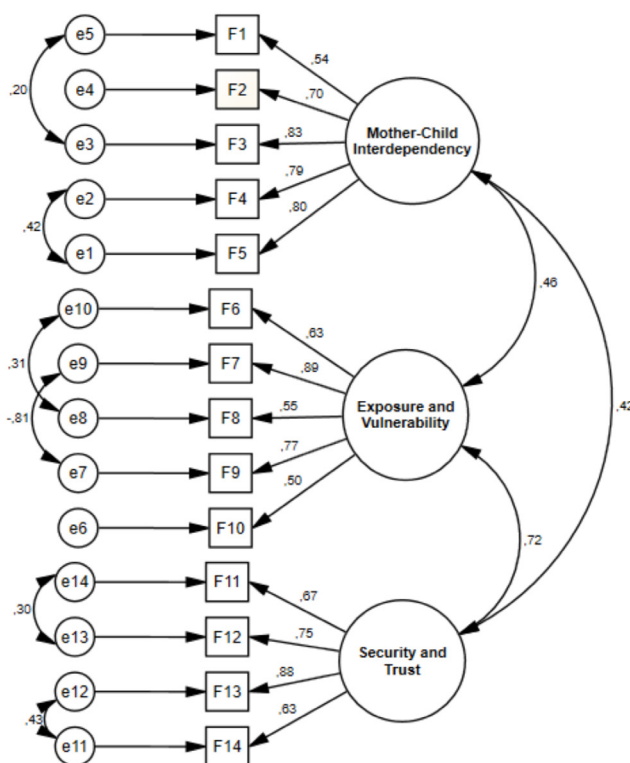 e5
F1
,54
e4
F2
,70
,20
e3
F3
,83
Mother-Child
Interdependency
e2
F4
,79
,42
e1
F5
,80
,46
e10
F6
,63
,31
e9
F7
,89
-,81
e8
F8
,55
Exposure and
Vulnerability
,42
e7
F9
,77
e6
F10
,50
,72
e14
F11
,67
,30
e13
F12
,75
Security and
Trust
e12
F13
,88
,43
e11
F14
,63